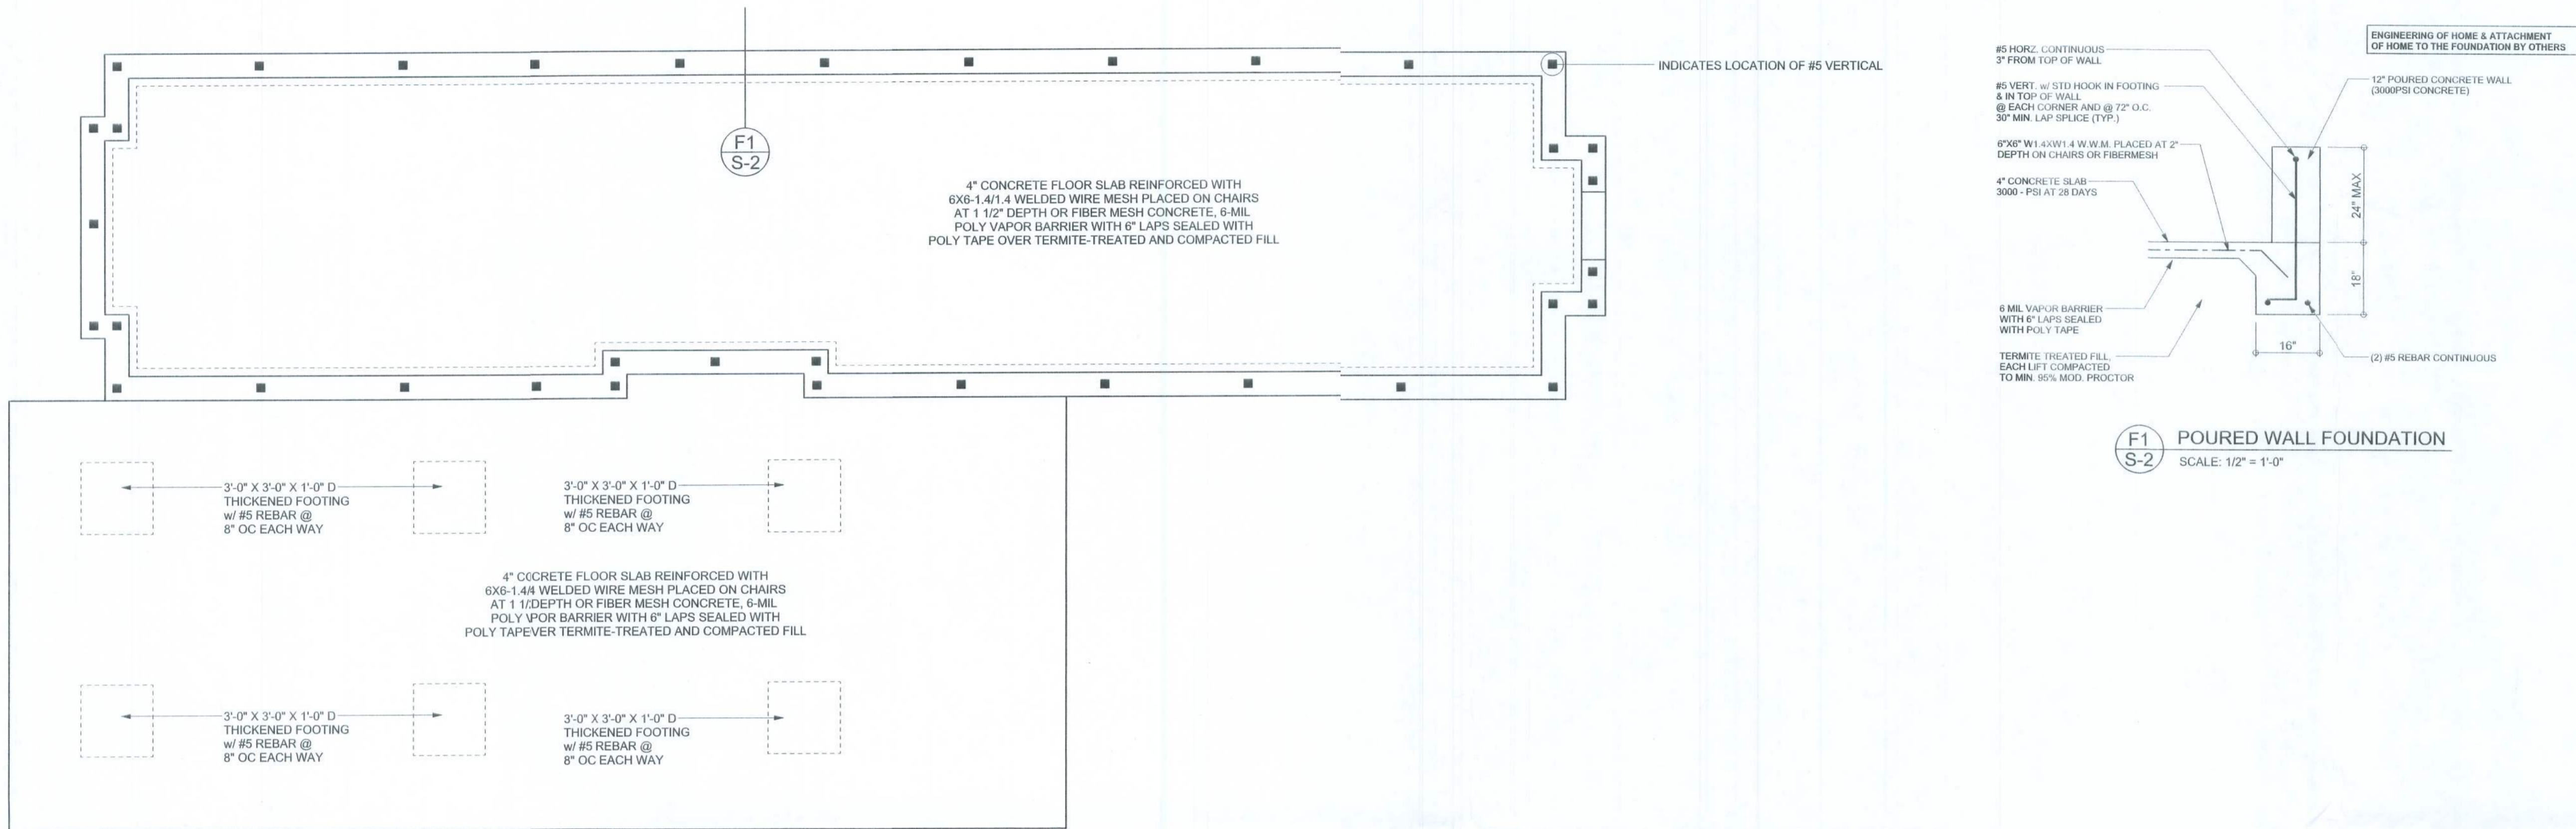 F1
S-2
INDICATES LOCATION OF #5 VERTICAL
4" CONCRETE FLOOR SLAB REINFORCED WITH
6X6-1.4/1.4 WELDED WIRE MESH PLACED ON CHAIRS
AT 1 1/2" DEPTH OR FIBER MESH CONCRETE, 6-MIL
POLY VAPOR BARRIER WITH 6" LAPS SEALED WITH
POLY TAPE OVER TERMITE-TREATED AND COMPACTED FILL
3'-0" X 3'-0" X 1'-0" D
THICKENED FOOTING
w/ #5 REBAR @
8" OC EACH WAY
3'-0" X 3'-0" X 1'-0" D
THICKENED FOOTING
w/ #5 REBAR @
8" OC EACH WAY
4" CCRETE FLOOR SLAB REINFORCED WITH
6X6-1.4/4 WELDED WIRE MESH PLACED ON CHAIRS
AT 1 1/DEPTH OR FIBER MESH CONCRETE, 6-MIL
POLY POR BARRIER WITH 6" LAPS SEALED WITH
POLY TAPEVER TERMITE-TREATED AND COMPACTED FILL
3'-0" X 3'-0" X 1'-0" D
THICKENED FOOTING
w/ #5 REBAR @
8" OC EACH WAY
3'-0" X 3'-0" X 1'-0" D
THICKENED FOOTING
w/ #5 REBAR @
8" OC EACH WAY
ENGINEERING OF HOME & ATTACHMENT
OF HOME TO THE FOUNDATION BY OTHERS
#5 HORZ. CONTINUOUS
3" FROM TOP OF WALL
#5 VERT. w/ STD HOOK IN FOOTING
& IN TOP OF WALL
@ EACH CORNER AND @ 72" O.C.
30" MIN. LAP SPLICE (TYP.)
6"X6" W1.4XW1.4 W.W.M. PLACED AT 2"
DEPTH ON CHAIRS OR FIBERMESH
4" CONCRETE SLAB
3000 - PSI AT 28 DAYS
6 MIL VAPOR BARRIER
WITH 6" LAPS SEALED
WITH POLY TAPE
TERMITE TREATED FILL,
EACH LIFT COMPACTED
TO MIN. 95% MOD. PROCTOR
12" POURED CONCRETE WALL
(3000PSI CONCRETE)
24" MAX
18"
16"
(2) #5 REBAR CONTINUOUS
F1
S-2
POURED WALL FOUNDATION
SCALE: 1/2" = 1'-0"